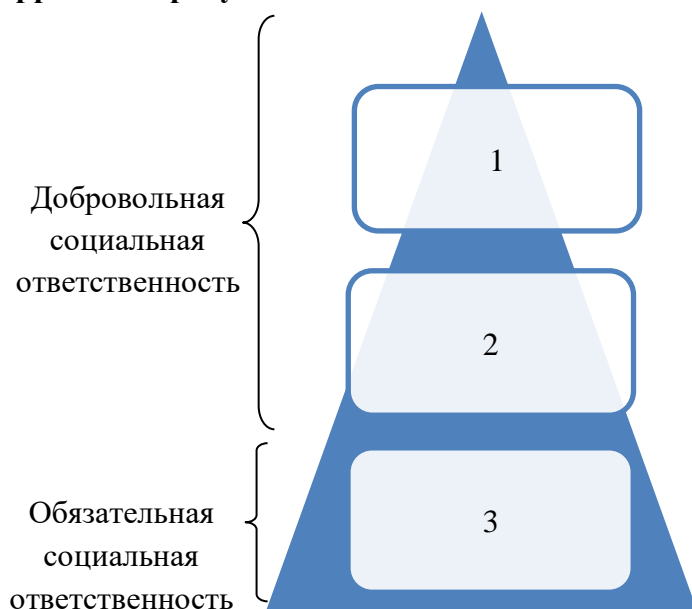 1
Добровольная
социальная
ответственность
2
Обязательная
социальная
ответственность
3